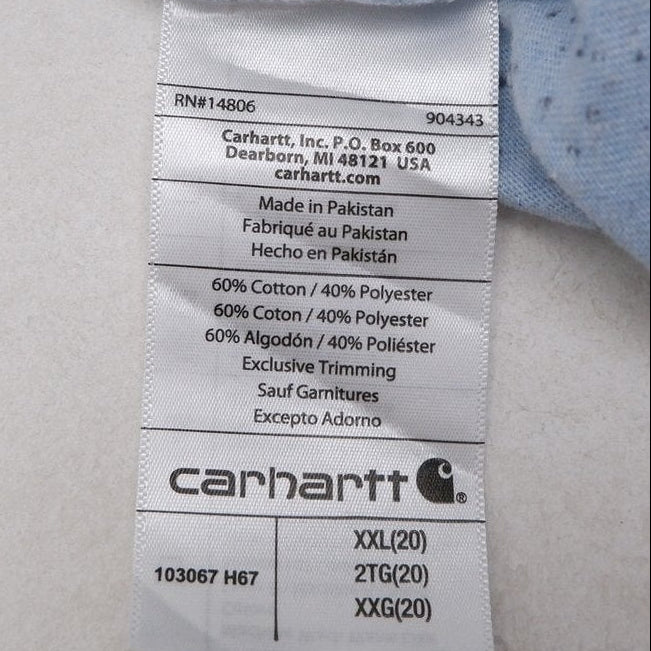 RN#14806
904343
Carhartt, Inc. P.O. Box 600
Dearborn, MI 48121 USA
carhartt.com
Made in Pakistan
Fabriqué au Pakistan
Hecho en Pakistán
60% Cotton / 40% Polyester
60% Coton / 40% Polyester
60% Algodón / 40% Poliéster
Exclusive Trimming
Sauf Garnitures
Excepto Adorno
carhartt ®
103067 H67
XXL(20)
2TG(20)
XXG(20)